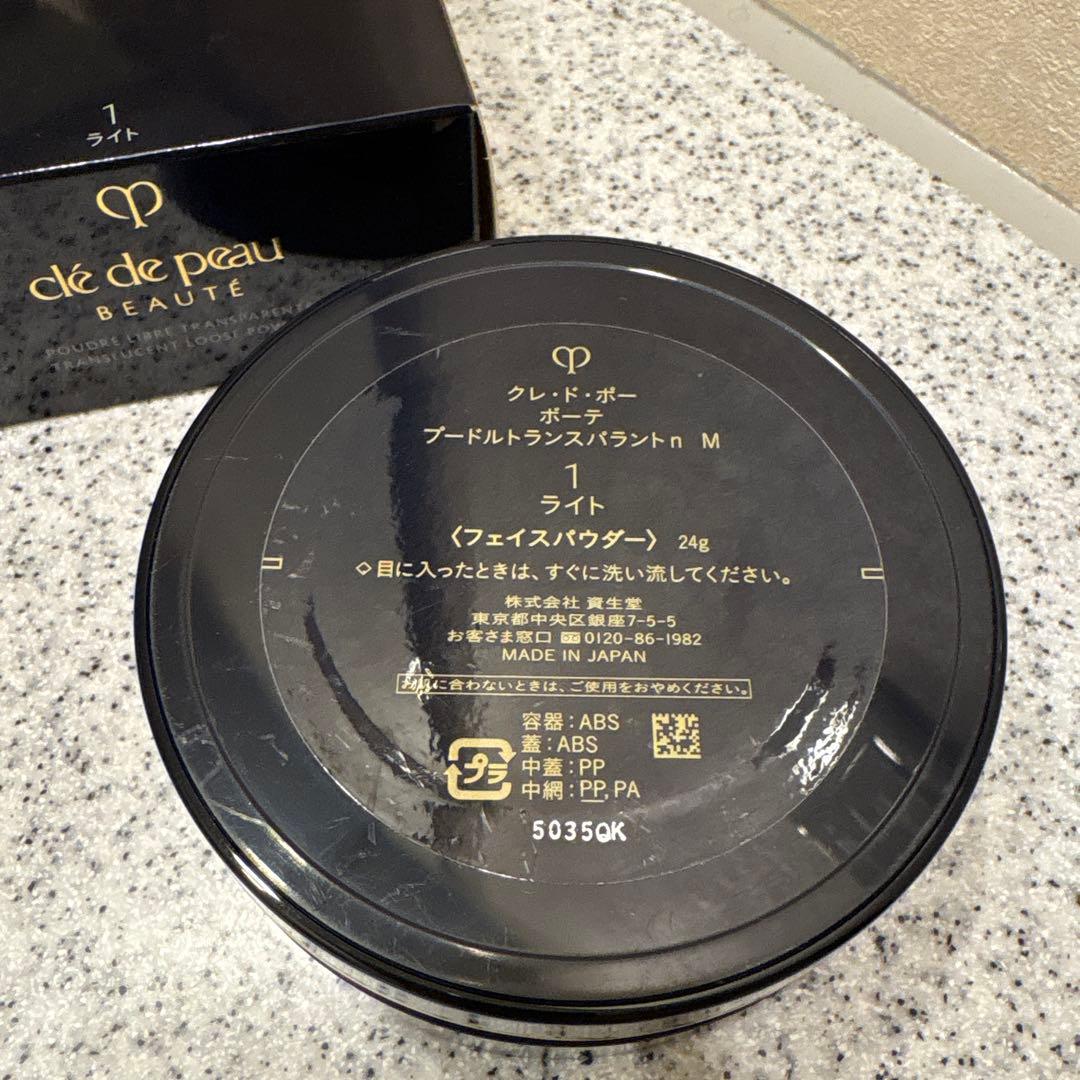 1
ライト
clé de peau
BEAUTÉ
POUDRE LIBRE TRANSPARENT
TRANSLUCENT LOOSE
クレ・ド・ポー
ボーテ
プードルトランスパラントn M
1
ライト
〈フェイスパウダー〉 24g
◇目に入ったときは、すぐに洗い流してください。
株式会社 資生堂
東京都中央区銀座7-5-5
お客さま窓口 0120-86-1982
MADE IN JAPAN
お肌に合わないときは、ご使用をおやめください。
容器:ABS
蓋:ABS
プラ 中蓋:PP
中網:PP,PA
5035QK